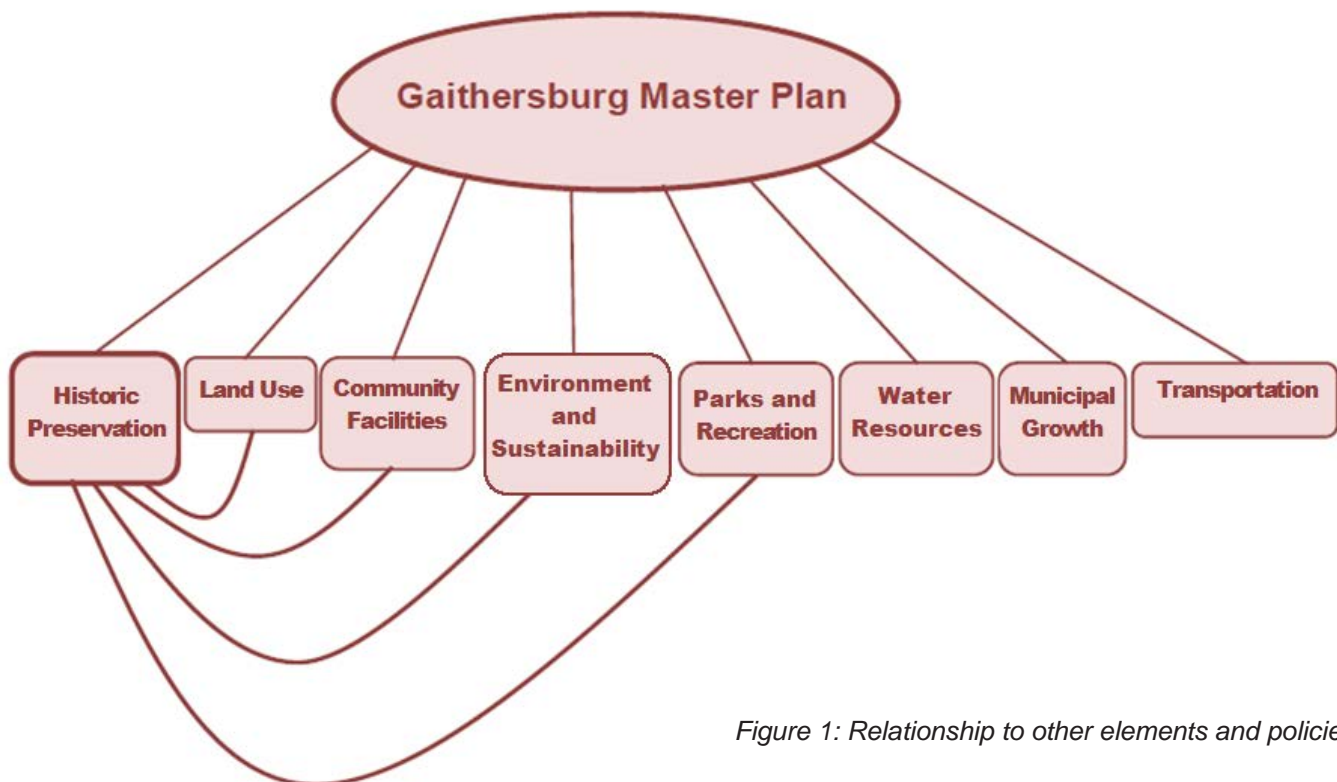 Gaithersburg Master Plan
Historic
Preservation
Land Use
Community
Facilities
Environment
and
Sustainability
Parks and
Recreation
Water
Resources
Municipal
Growth
Transportation
Figure 1: Relationship to other elements and policie